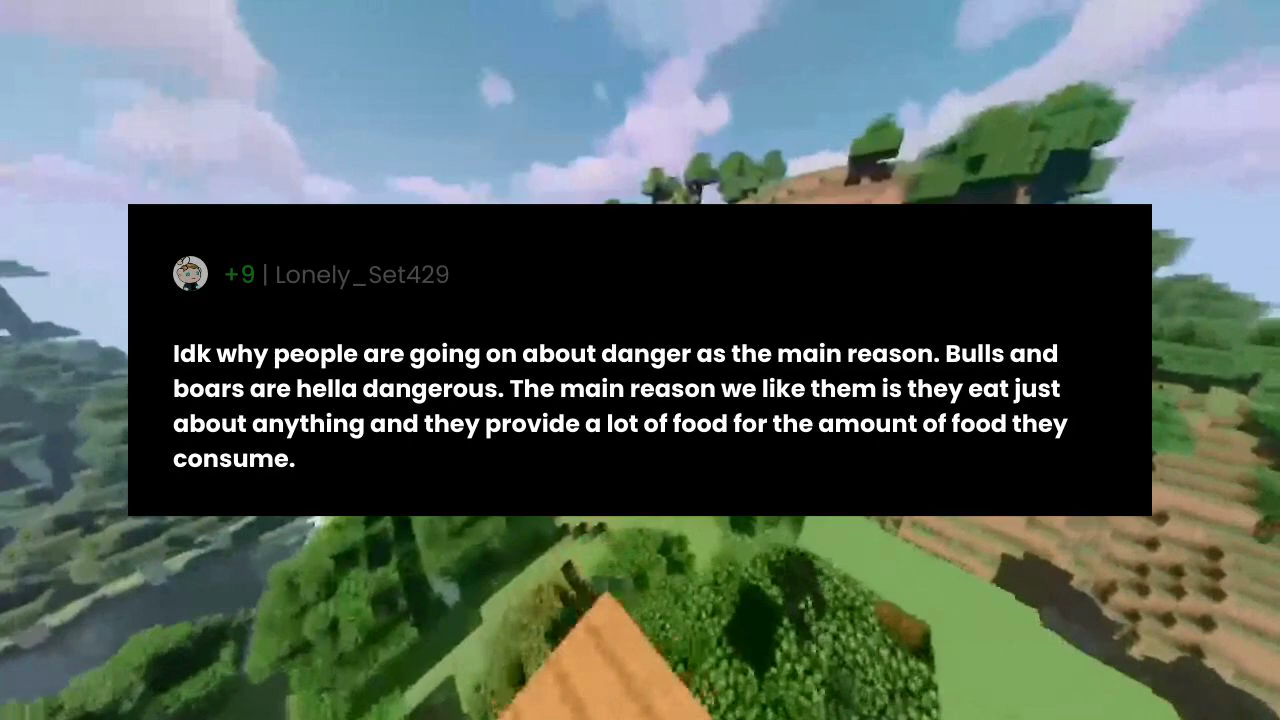 +9 | Lonely_Set429
Idk why people are going on about danger as the main reason. Bulls and
boars are hella dangerous. The main reason we like them is they eat just
about anything and they provide a lot of food for the amount of food they
consume.